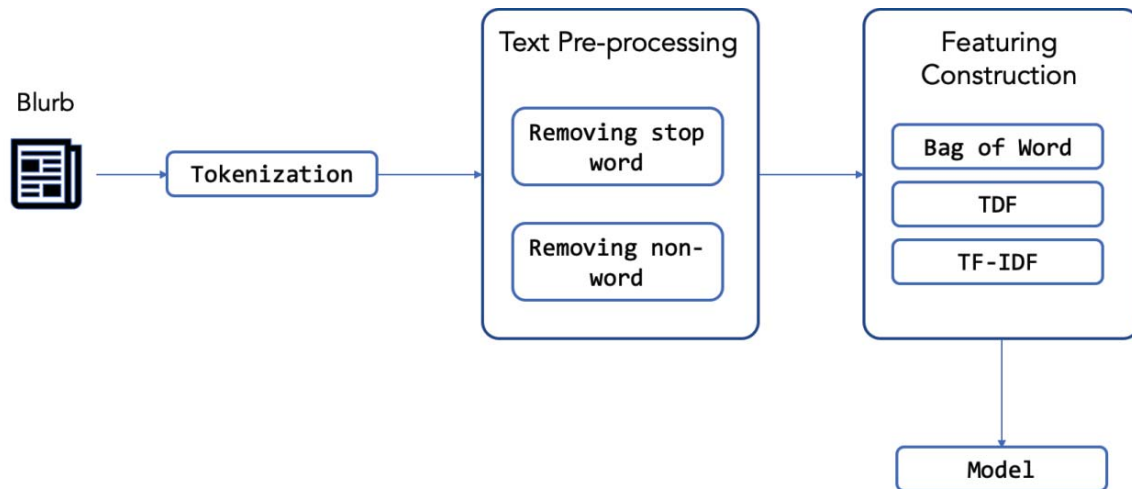 Blurb
Tokenization
Text Pre-processing
Removing stop
word
Removing non-
word
Featuring
Construction
Bag of Word
TDF
TF-IDF
Model